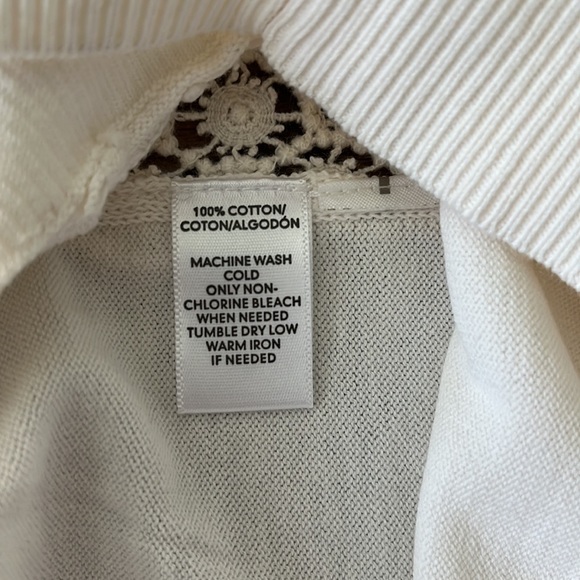 100% COTTON/
COTON/ALGODÓN
MACHINE WASH
COLD
ONLY NON-
CHLORINE BLEACH
WHEN NEEDED
TUMBLE DRY LOW
WARM IRON
IF NEEDED